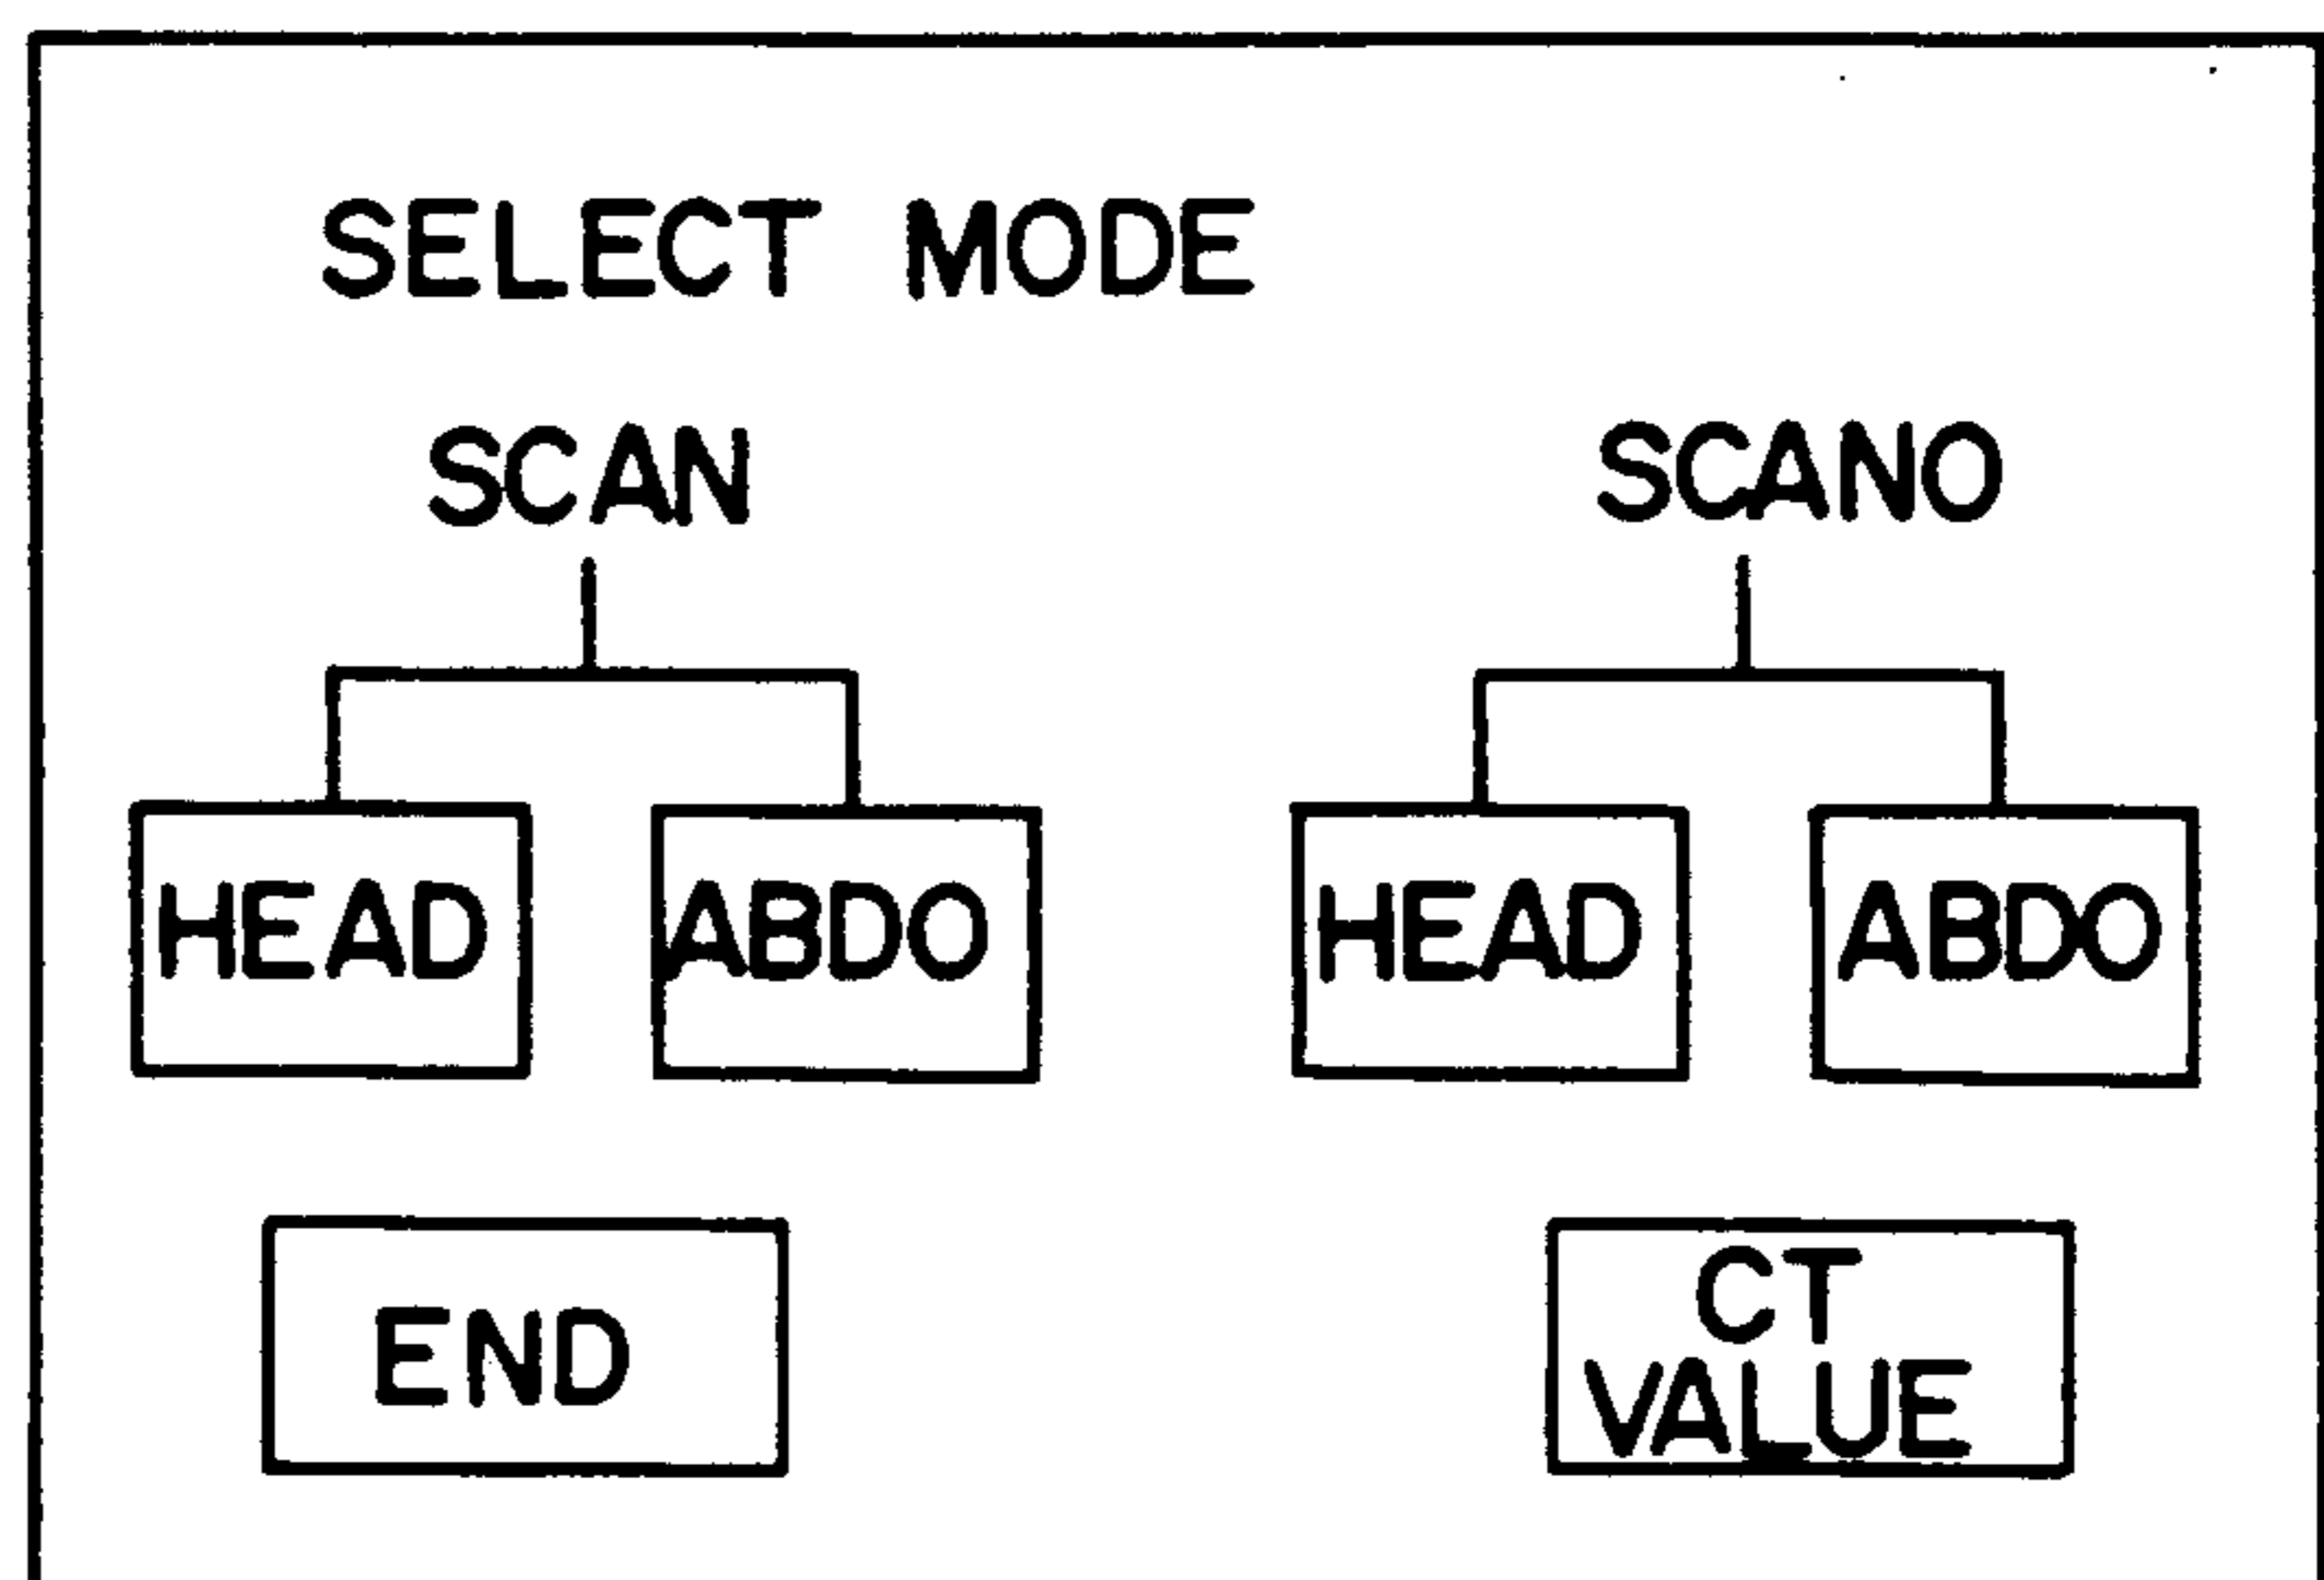 SELECT MODE
SCAN
SCANO
HEAD
ABDO
HEAD
ABDO
END
CT
VALUE